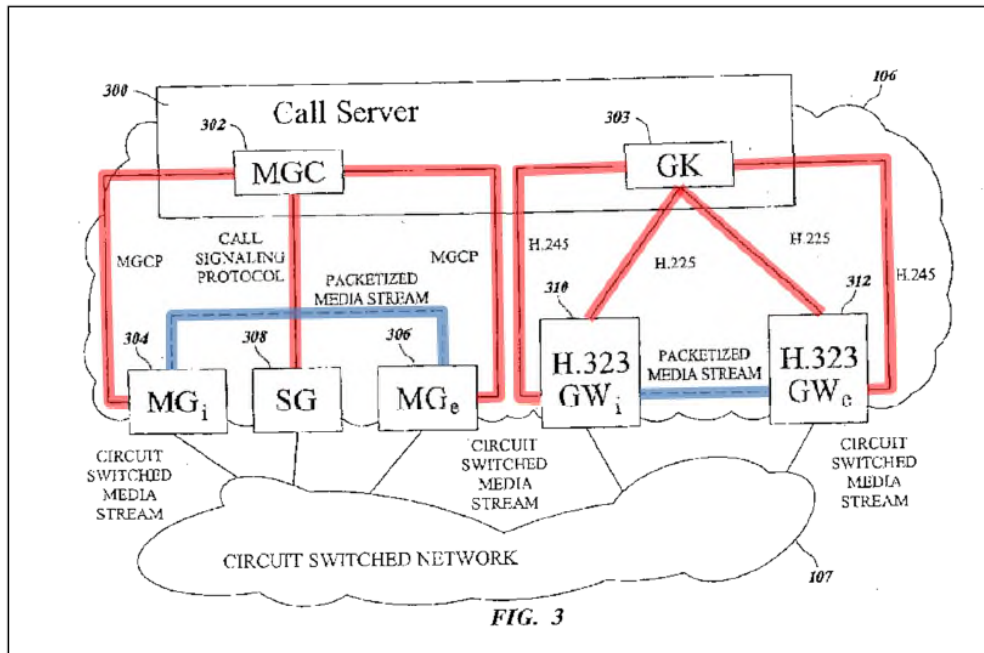 300
Call Server
106
302
303
MGC
GK
MGCP
CALL
SIGNALING
PROTOCOL
MGCP
H.245
H.225
H.225
H.245
PACKETIZED
MEDIA STREAM
304
308
306
310
312
MGi
SG
MGe
H.323
GWi
PACKETIZED
MEDIA STREAM
H.323
GWe
CIRCUIT
SWITCHED
MEDIA
STREAM
CIRCUIT
SWITCHED
MEDIA
STREAM
CIRCUIT
SWITCHED
MEDIA
STREAM
CIRCUIT SWITCHED NETWORK
107
FIG. 3